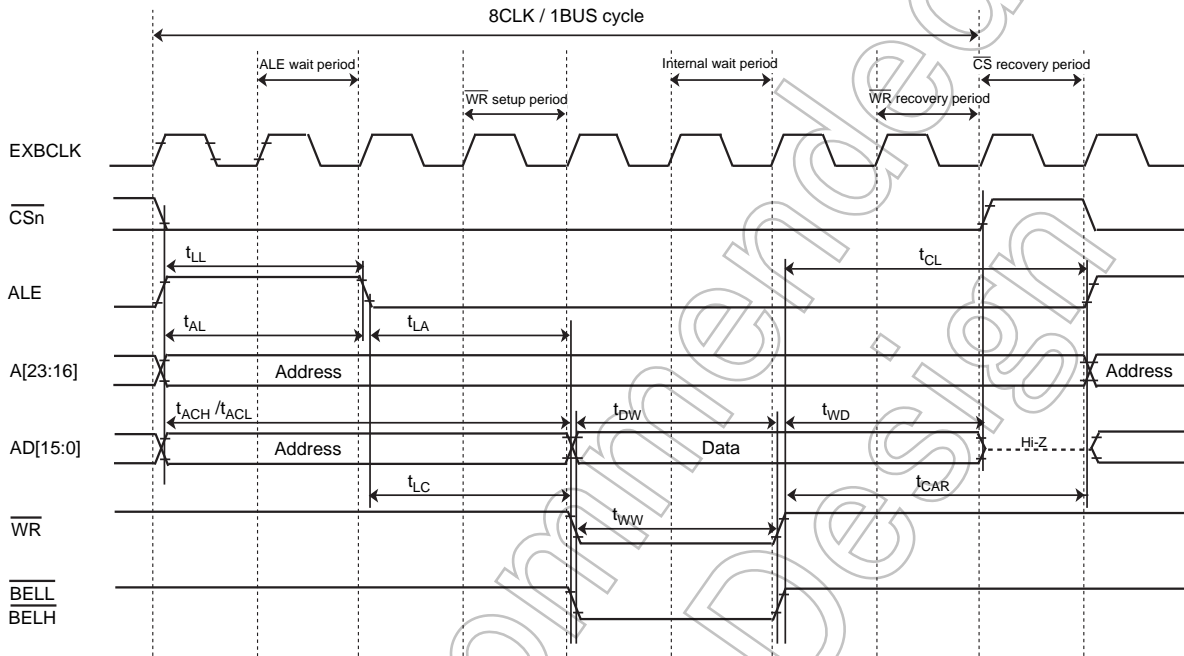 8CLK / 1BUS cycle
ALE wait period
Internal wait period
CS recovery period
WR setup period
WR recovery period
EXBCLK
CSn
tLL
tCL
ALE
tAL
tLA
A[23:16]
Address
Address
tACH /tACL
tDW
tWD
AD[15:0]
Address
Data
Hi-Z
tLC
tCAR
WR
tWW
BELL
BELH
ommended
Design